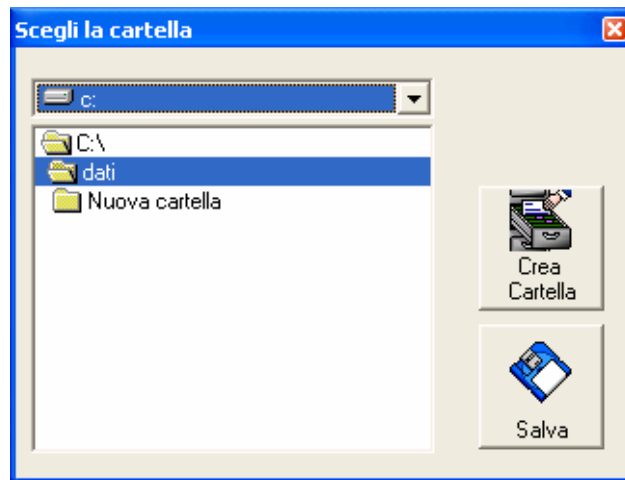 Scegli la cartella
c:
C:\
dati
Nuova cartella
Crea
Cartella
Salva